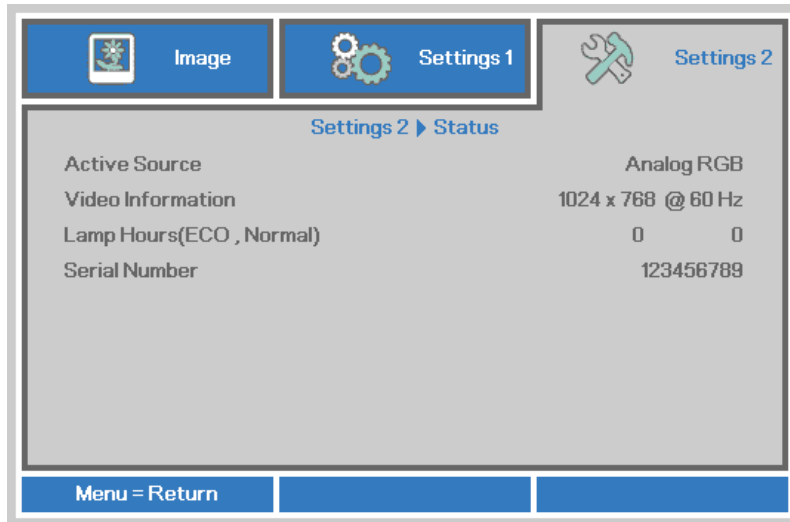 Image Settings 1 Settings 2
Settings 2 Status
Active Source Analog RGB
Video Information 1024 x 768 @ 60 Hz
Lamp Hours(ECO , Normal) 0 0
Serial Number 123456789
Menu = Return